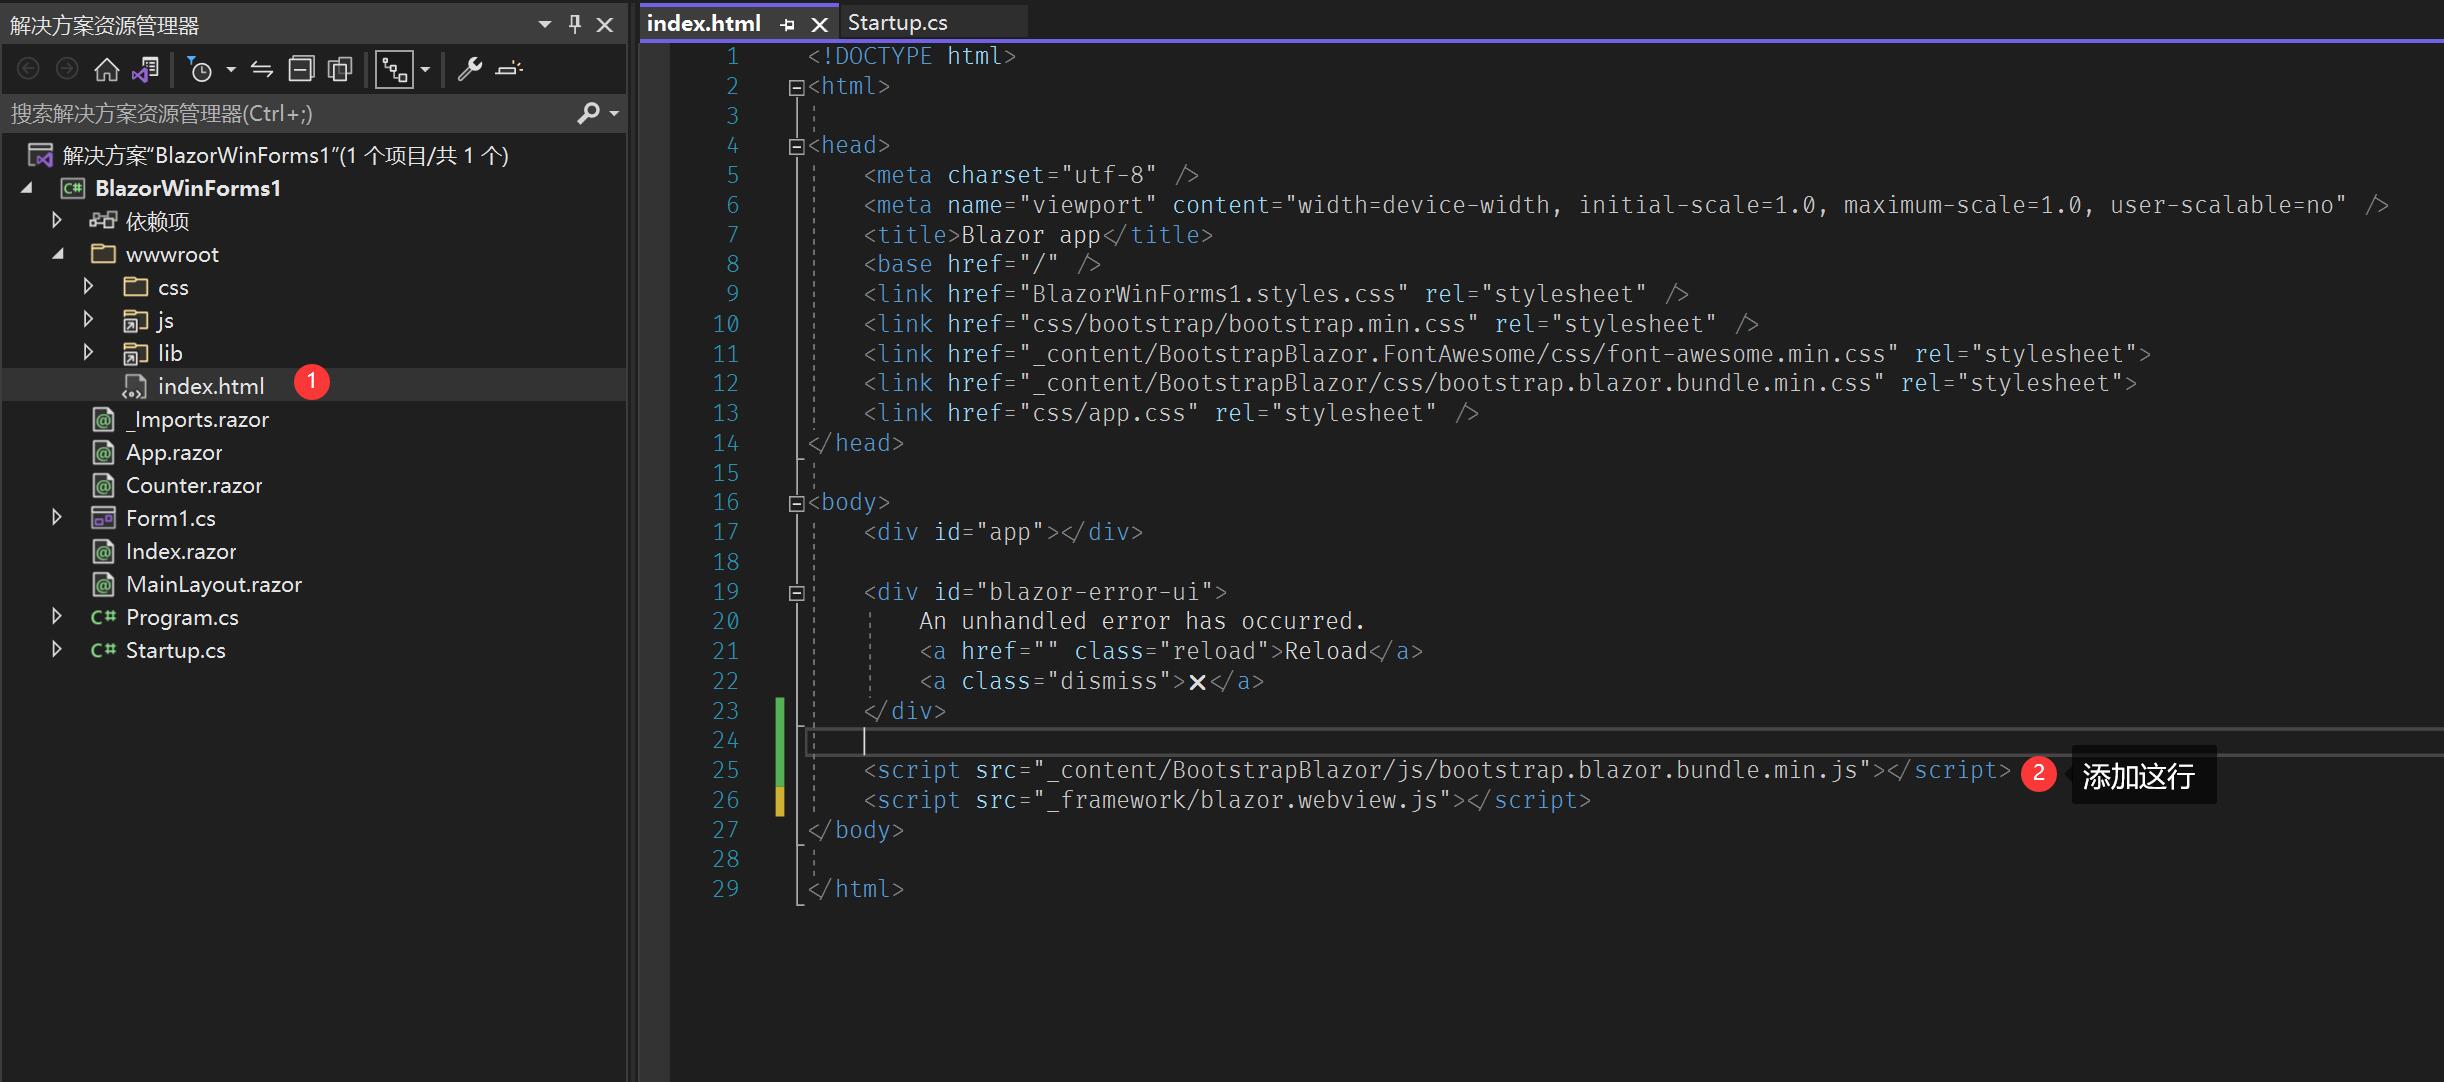 解决方案资源管理器
搜索解决方案资源管理器(Ctrl+;)
解决方案“BlazorWinForms1”(1 个项目/共 1 个)
C# BlazorWinForms1
依赖项
wwwroot
css
js
lib
index.html 1
_Imports.razor
App.razor
Counter.razor
Form1.cs
Index.razor
MainLayout.razor
C# Program.cs
C# Startup.cs
index.html Startup.cs
1 <!DOCTYPE html>
2 <html>
3
4 <head>
5 <meta charset="utf-8" />
6 <meta name="viewport" content="width=device-width, initial-scale=1.0, maximum-scale=1.0, user-scalable=no" />
7 <title>Blazor app</title>
8 <base href="/" />
9 <link href="BlazorWinForms1.styles.css" rel="stylesheet" />
10 <link href="css/bootstrap/bootstrap.min.css" rel="stylesheet" />
11 <link href="_content/BootstrapBlazor.FontAwesome/css/font-awesome.min.css" rel="stylesheet">
12 <link href="_content/BootstrapBlazor/css/bootstrap.blazor.bundle.min.css" rel="stylesheet">
13 <link href="css/app.css" rel="stylesheet" />
14 </head>
15
16 <body>
17 <div id="app"></div>
18
19 <div id="blazor-error-ui">
20 An unhandled error has occurred.
21 <a href="" class="reload">Reload</a>
22 <a class="dismiss">🗙</a>
23 </div>
24
25 <script src="_content/BootstrapBlazor/js/bootstrap.blazor.bundle.min.js"></script> 2 添加这行
26 <script src="_framework/blazor.webview.js"></script>
27 </body>
28
29 </html>